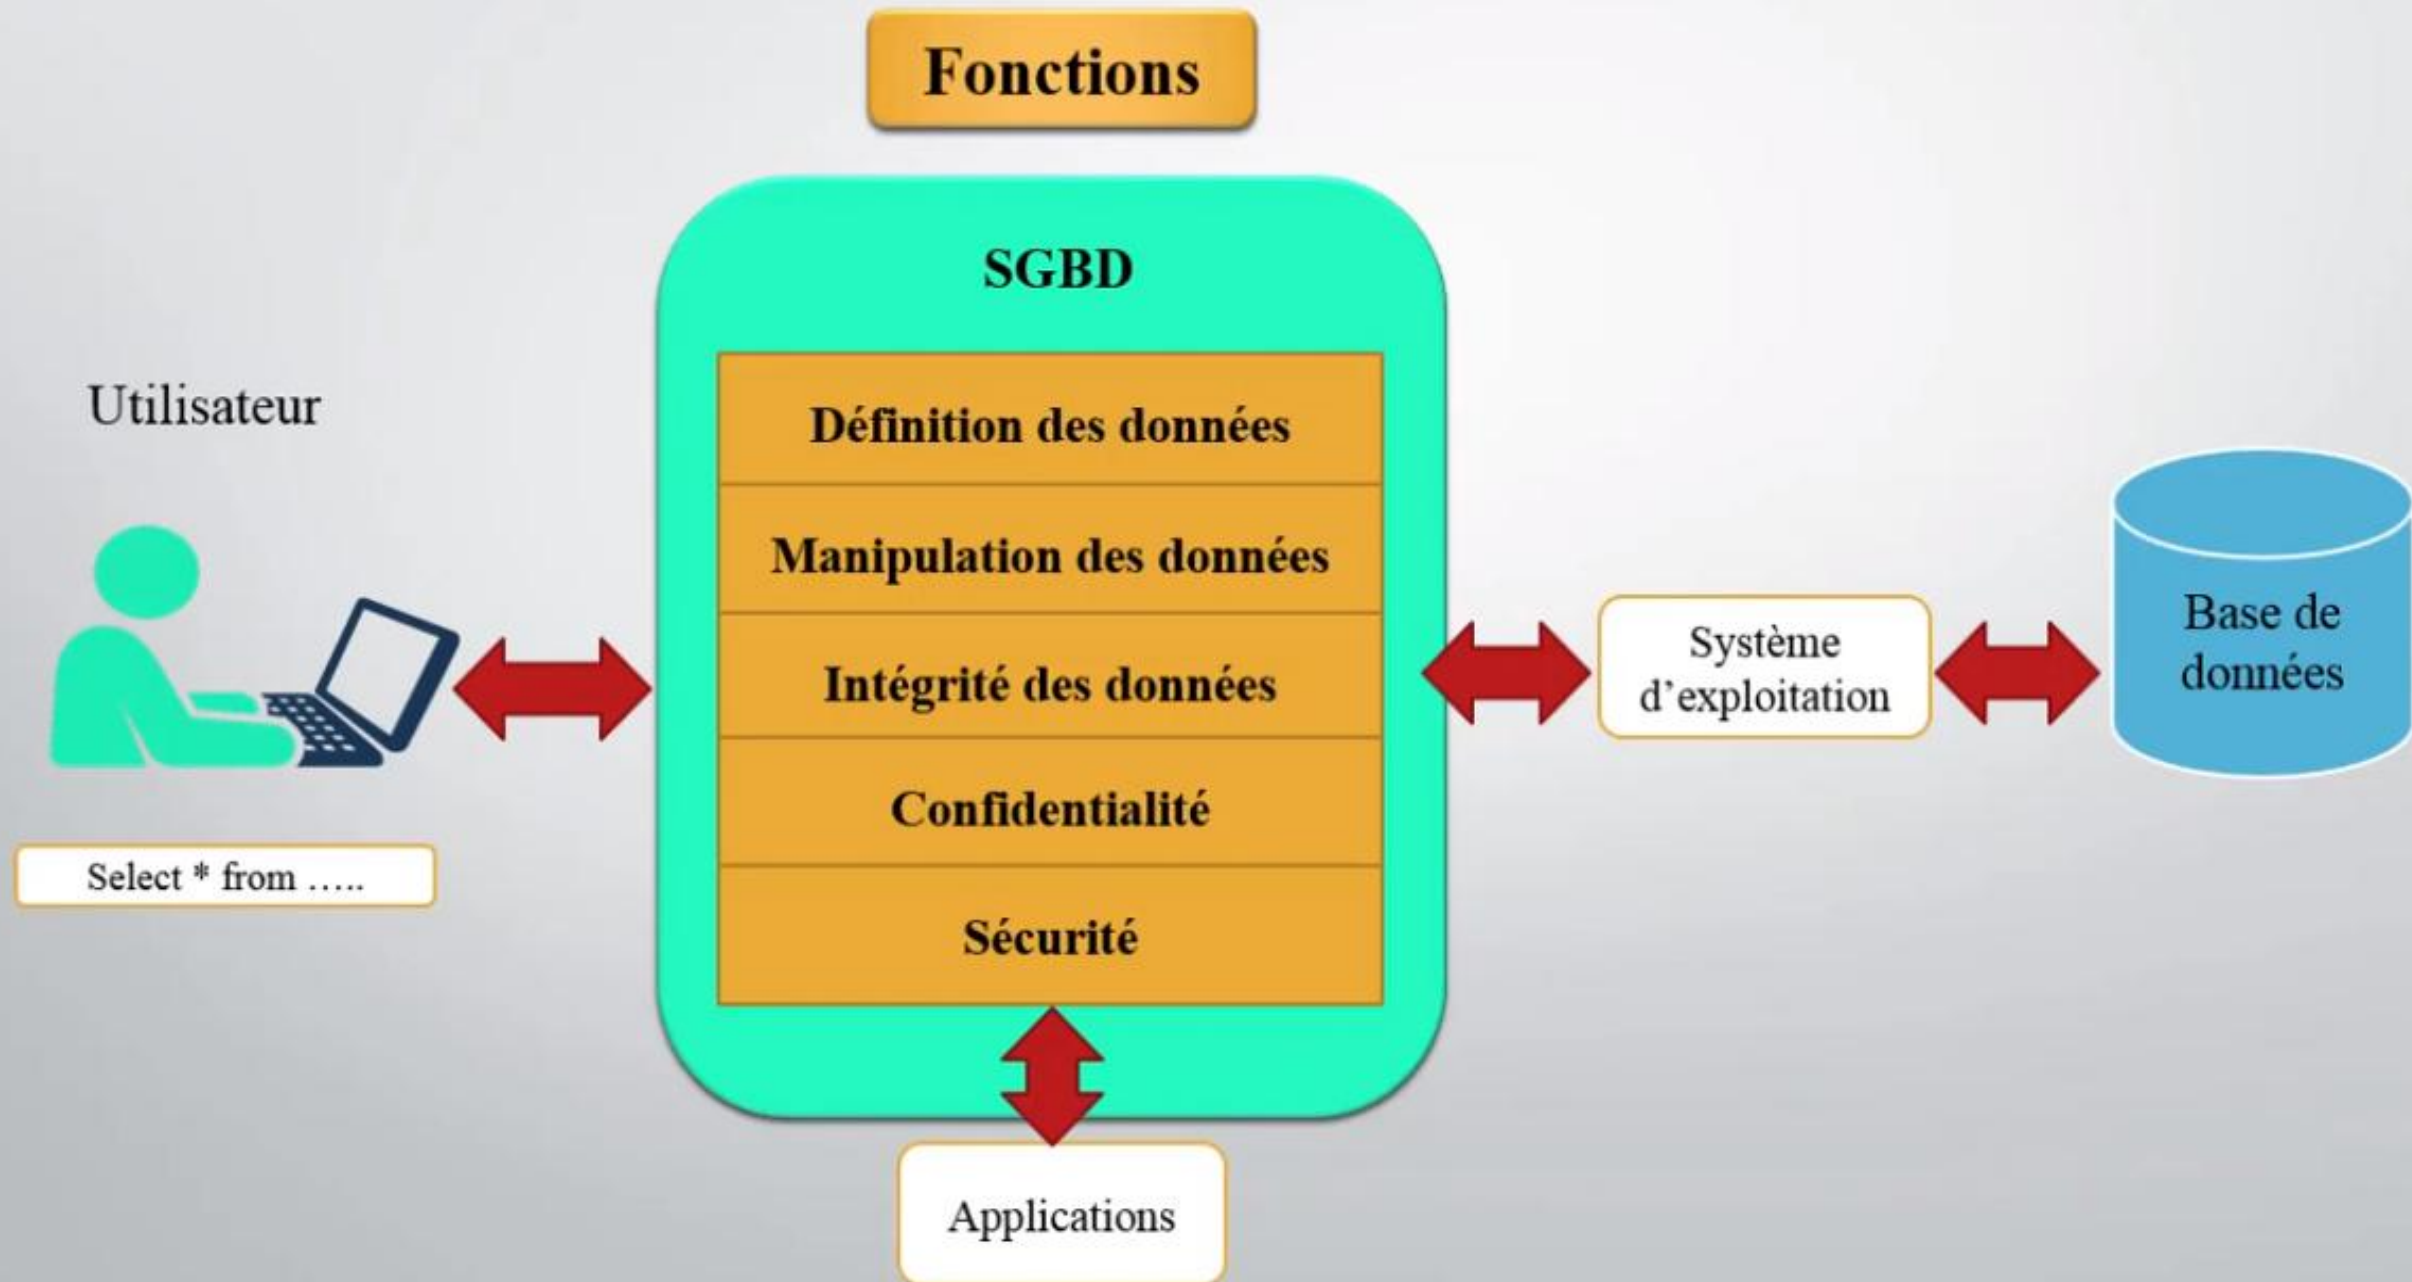 Fonctions
SGBD
Utilisateur
Définition des données
Manipulation des données
Intégrité des données
Confidentialité
Sécurité
Select * from …..
Système
d’exploitation
Base de
données
Applications